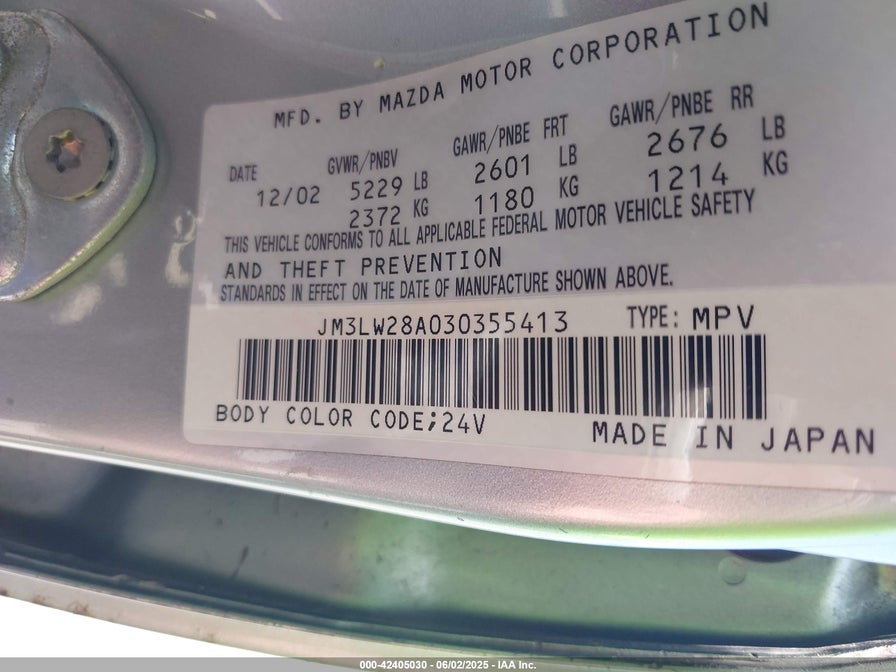 MFD. BY MAZDA MOTOR CORPORATION
DATE GVWR/PNBV GAWR/PNBE FRT GAWR/PNBE RR
12/02 5229 LB 2601 LB 2676 LB
2372 KG 1180 KG 1214 KG
THIS VEHICLE CONFORMS TO ALL APPLICABLE FEDERAL MOTOR VEHICLE SAFETY
AND THEFT PREVENTION
STANDARDS IN EFFECT ON THE DATE OF MANUFACTURE SHOWN ABOVE.
JM3LW28A030355413 TYPE: MPV
BODY COLOR CODE;24V
MADE IN JAPAN
000-42405030 - 06/02/2025 - IAA Inc.